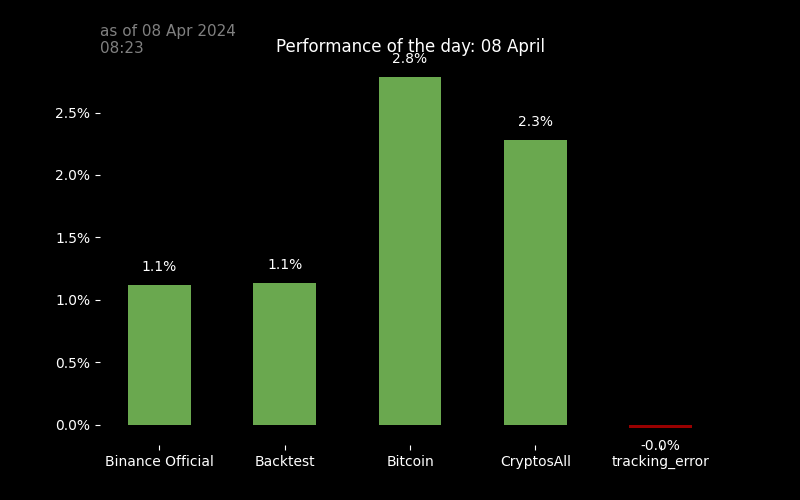 as of 08 Apr 2024
08:23
Performance of the day: 08 April
2.8%
2.5%
2.3%
2.0%
1.5%
1.1%
1.1%
1.0%
0.5%
0.0%
-0.0%
Binance Official
Backtest
Bitcoin
CryptosAll
tracking_error